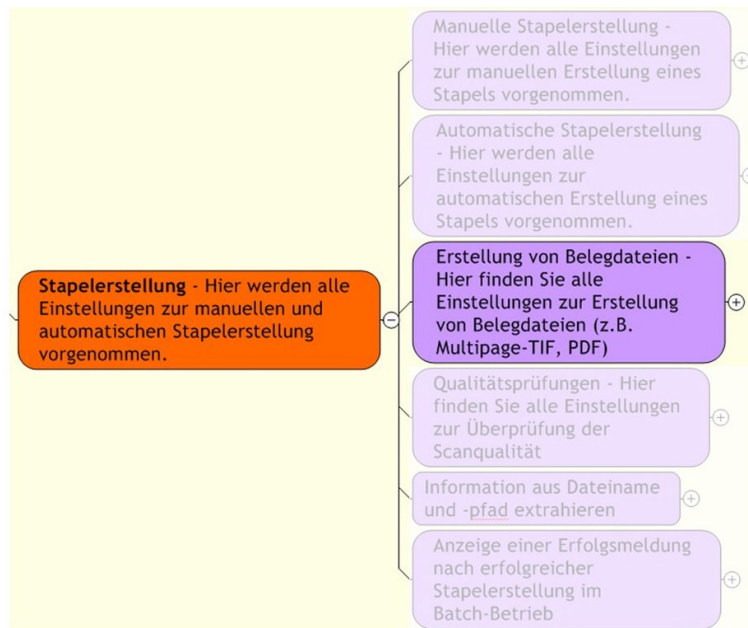 Manuelle Stapelerstellung -
Hier werden alle Einstellungen
zur manuellen Erstellung eines
Stapels vorgenommen.
Automatische Stapelerstellung
- Hier werden alle
Einstellungen zur
automatischen Erstellung eines
Stapels vorgenommen.
Stapelerstellung - Hier werden alle
Einstellungen zur manuellen und
automatischen Stapelerstellung
vorgenommen.
Erstellung von Belegdateien -
Hier finden Sie alle
Einstellungen zur Erstellung
von Belegdateien (z.B.
Multipage-TIF, PDF)
Qualitätsprüfungen - Hier
finden Sie alle Einstellungen
zur Überprüfung der
Scanqualität
Information aus Dateiname
und -pfad extrahieren
Anzeige einer Erfolgsmeldung
nach erfolgreicher
Stapelerstellung im
Batch-Betrieb